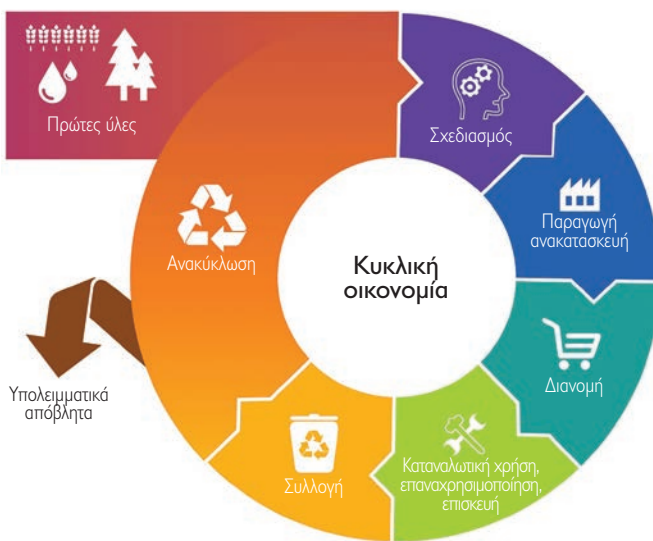 Πρώτες ύλες
Σχεδιασμός
Παραγωγή
ανακατασκευή
Διανομή
Καταναλωτική χρήση,
επαναχρησιμοποίηση,
επισκευή
Συλλογή
Ανακύκλωση
Υπολειμματικά
απόβλητα
Κυκλική
οικονομία